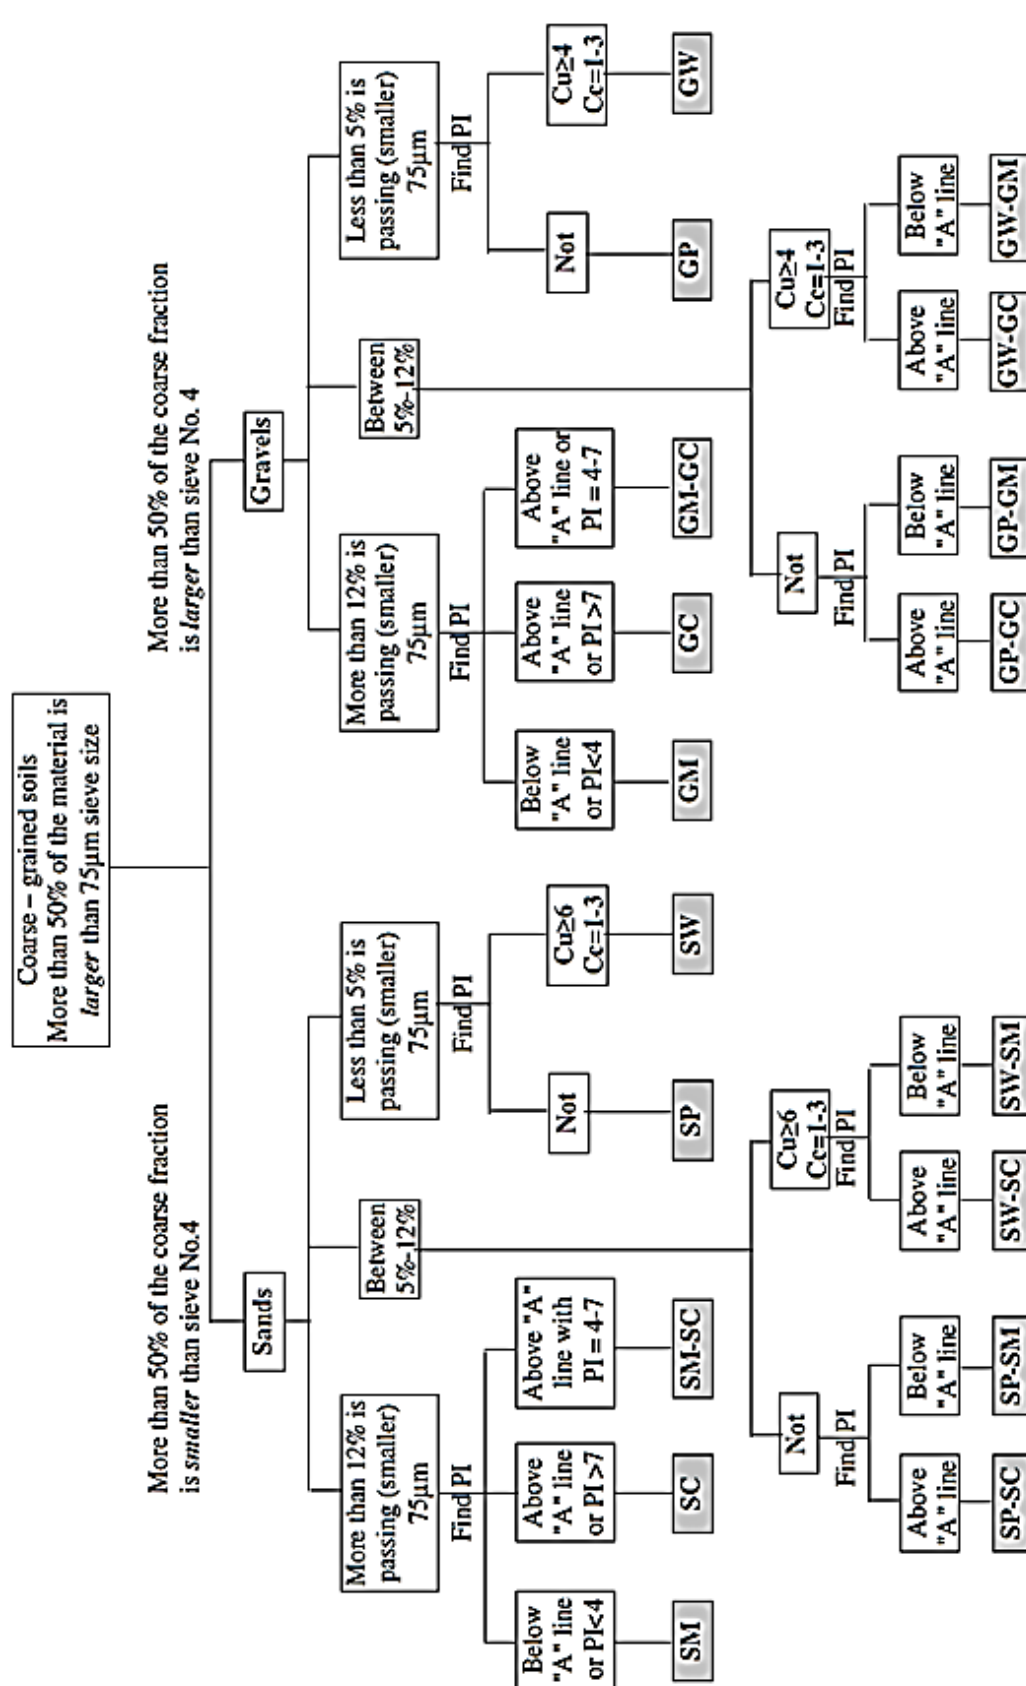 Coarse – grained soils
More than 50% of the material is
larger than 75μm sieve size
More than 50% of the coarse fraction
is smaller than sieve No.4
More than 50% of the coarse fraction
is larger than sieve No. 4
Sands
Gravels
More than 12% is
passing (smaller)
75μm
Find PI
Between
5%-12%
Less than 5% is
passing (smaller)
75μm
Find PI
More than 12% is
passing (smaller)
75μm
Find PI
Between
5%-12%
Less than 5% is
passing (smaller)
75μm
Find PI
Below
"A" line
or PI<4
Above
"A" line
or PI >7
Above "A"
line with
PI = 4-7
Not
Cu≥6
Cc=1-3
Below
"A" line
or PI<4
Above
"A" line
or PI >7
Above
"A" line or
PI = 4-7
Not
Cu≥4
Cc=1-3
SM
SC
SM-SC
SP
SW
GM
GC
GM-GC
GP
GW
Not
Find PI
Cu≥6
Cc=1-3
Find PI
Not
Find PI
Cu≥4
Cc=1-3
Find PI
Above
"A" line
Below
"A" line
Above
"A" line
Below
"A" line
Above
"A" line
Below
"A" line
Above
"A" line
Below
"A" line
SP-SC
SP-SM
SW-SC
SW-SM
GP-GC
GP-GM
GW-GC
GW-GM